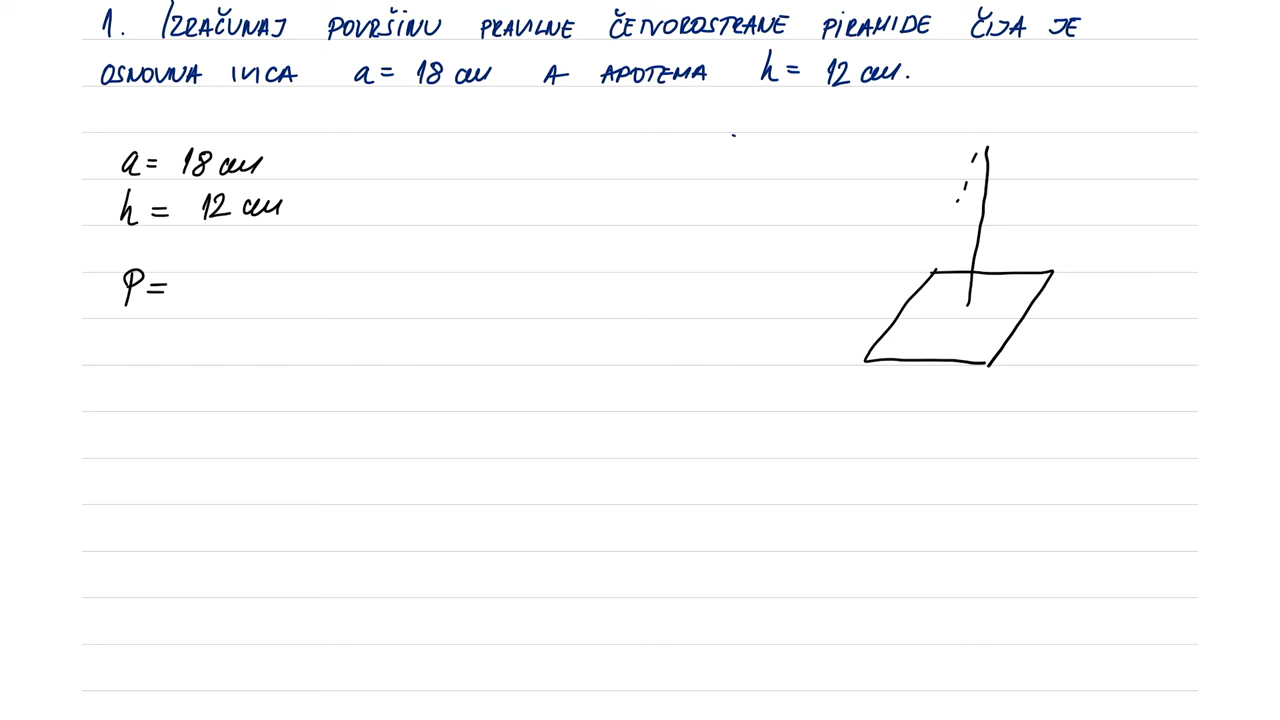 1. IZRAČUNAJ POVRŠINU PRAVILNE ČETVOROSTRANE PIRAMIDE ČIJA JE
OSNOVNA IVICA a = 18 cm A APOTEMA h = 12 cm.
a = 18 cm
h = 12 cm
P =